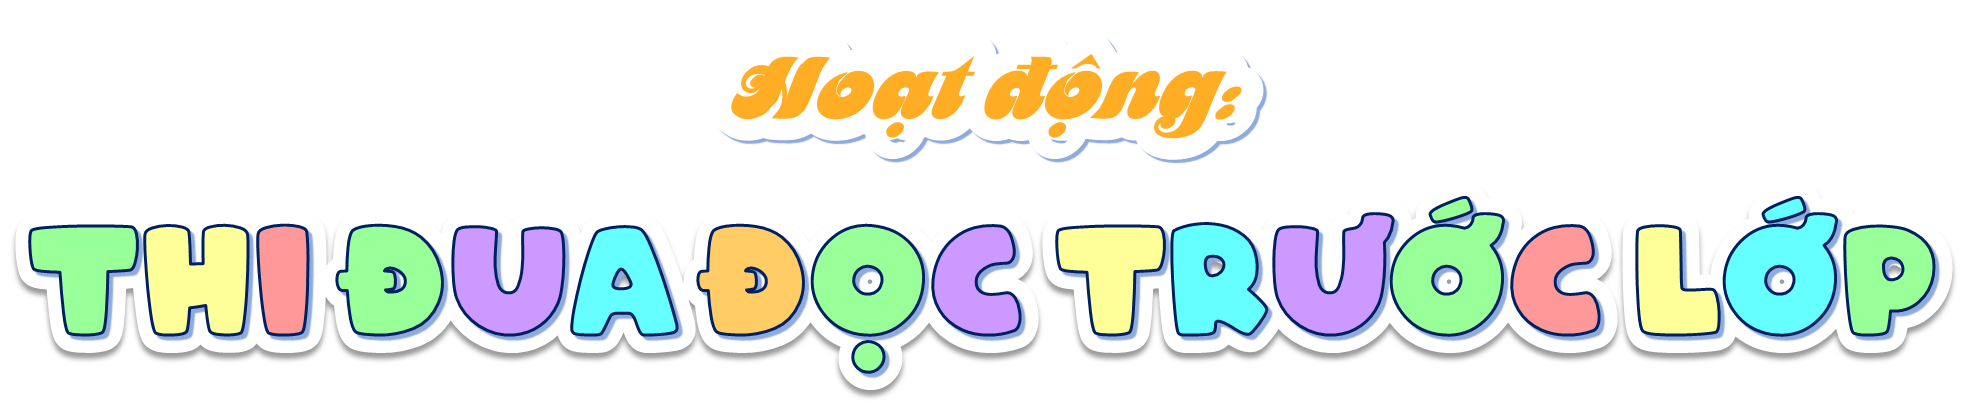 Hoạt động:
THI ĐUA ĐỌC TRƯỚC LỚP